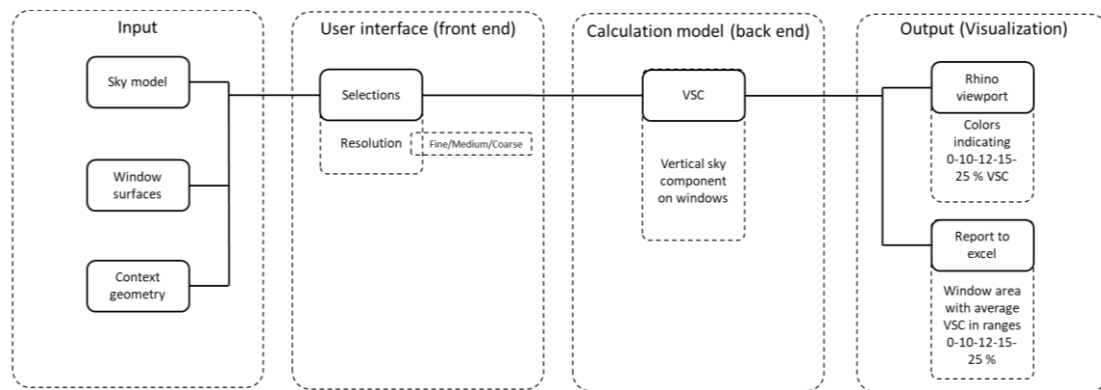 Input
Sky model
Window
surfaces
Context
geometry
User interface (front end)
Selections
Resolution
Fine/Medium/Coarse
Calculation model (back end)
VSC
Vertical sky
component
on windows
Output (Visualization)
Rhino
viewport
Colors
indicating
0-10-12-15-
25 % VSC
Report to
excel
Window area
with average
VSC in ranges
0-10-12-15-
25 %